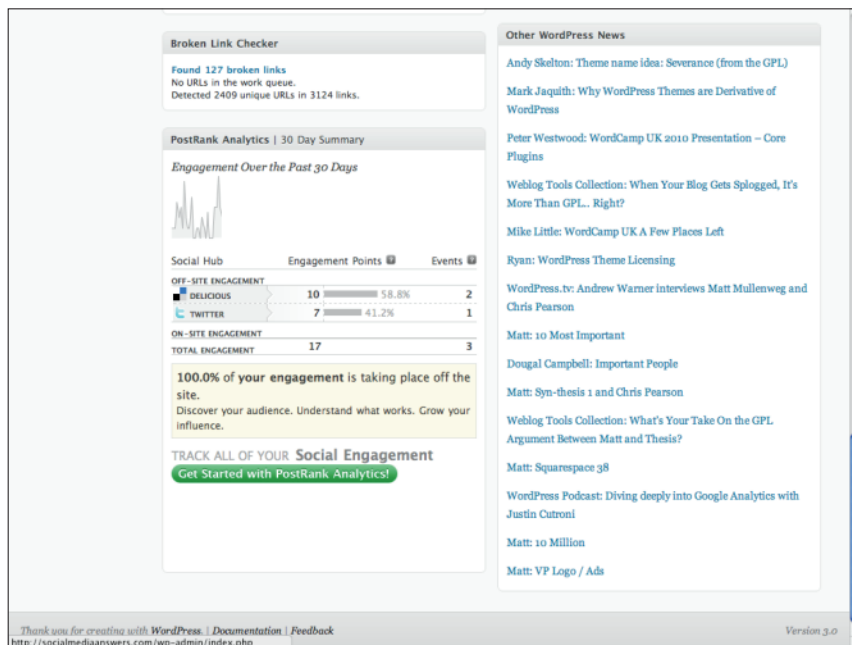 Broken Link Checker
Found 127 broken links
No URLs in the work queue.
Detected 2409 unique URLs in 3124 links.
PostRank Analytics | 30 Day Summary
Engagement Over the Past 30 Days
Social Hub Engagement Points ? Events ?
OFF-SITE ENGAGEMENT
DELICIOUS 10 58.8% 2
TWITTER 7 41.2% 1
ON-SITE ENGAGEMENT
TOTAL ENGAGEMENT 17 3
100.0% of your engagement is taking place off the
site.
Discover your audience. Understand what works. Grow your
influence.
TRACK ALL OF YOUR Social Engagement
Get Started with PostRank Analytics!
Other WordPress News
Andy Skelton: Theme name idea: Severance (from the GPL)
Mark Jaquith: Why WordPress Themes are Derivative of
WordPress
Peter Westwood: WordCamp UK 2010 Presentation – Core
Plugins
Weblog Tools Collection: When Your Blog Gets Splogged, It's
More Than GPL.. Right?
Mike Little: WordCamp UK A Few Places Left
Ryan: WordPress Theme Licensing
WordPress.tv: Andrew Warner interviews Matt Mullenweg and
Chris Pearson
Matt: 10 Most Important
Dougal Campbell: Important People
Matt: Syn-thesis 1 and Chris Pearson
Weblog Tools Collection: What's Your Take On the GPL
Argument Between Matt and Thesis?
Matt: Squarespace 38
WordPress Podcast: Diving deeply into Google Analytics with
Justin Cutroni
Matt: 10 Million
Matt: VP Logo / Ads
Thank you for creating with WordPress. | Documentation | Feedback
Version 3.0
http://socialmediaanswers.com/wp-admin/index.php